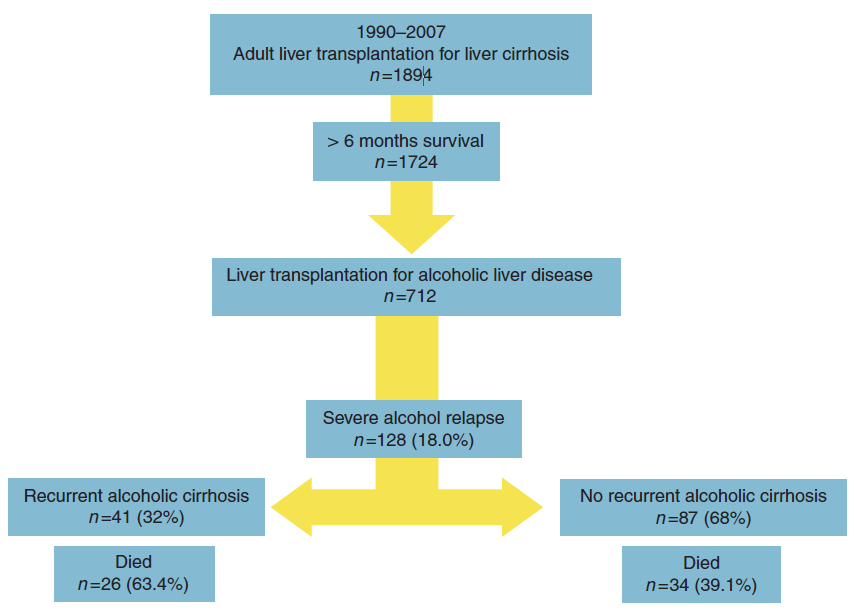 1990–2007
Adult liver transplantation for liver cirrhosis
n=1894
> 6 months survival
n=1724
Liver transplantation for alcoholic liver disease
n=712
Severe alcohol relapse
n=128 (18.0%)
Recurrent alcoholic cirrhosis
n=41 (32%)
No recurrent alcoholic cirrhosis
n=87 (68%)
Died
n=26 (63.4%)
Died
n=34 (39.1%)